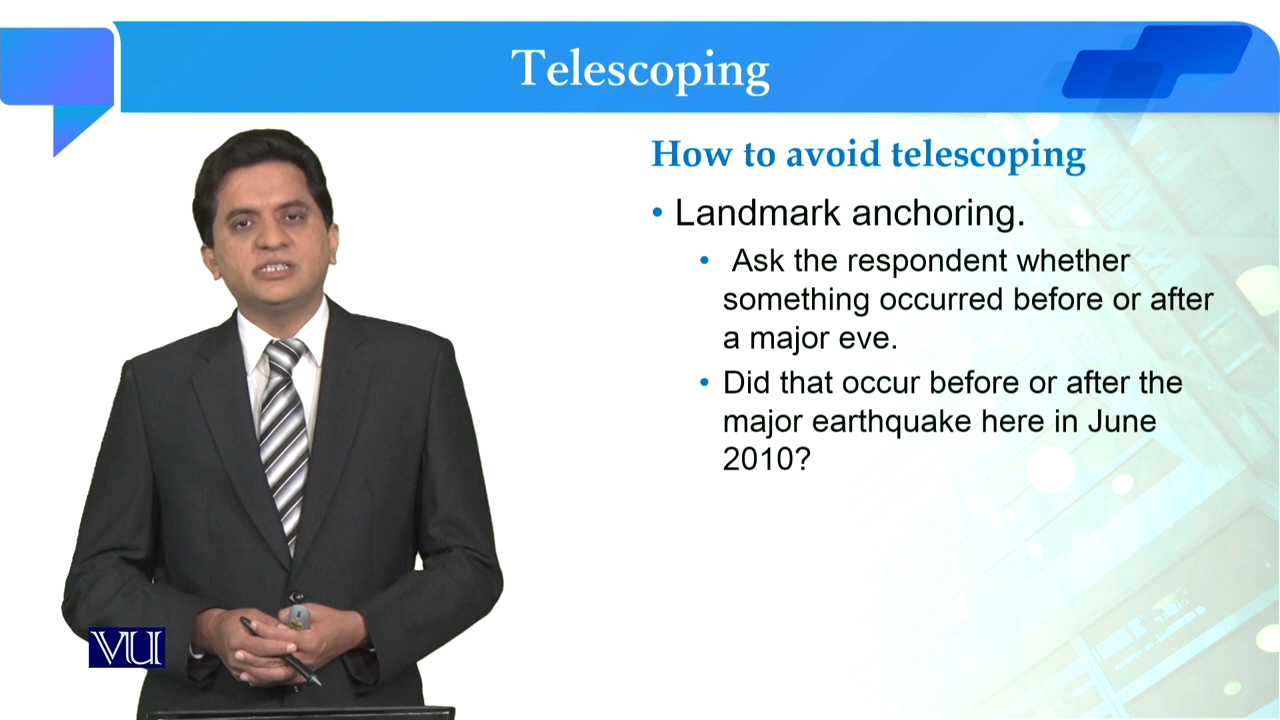 Telescoping
How to avoid telescoping
• Landmark anchoring.
• Ask the respondent whether
something occurred before or after
a major eve.
• Did that occur before or after the
major earthquake here in June
2010?
VU